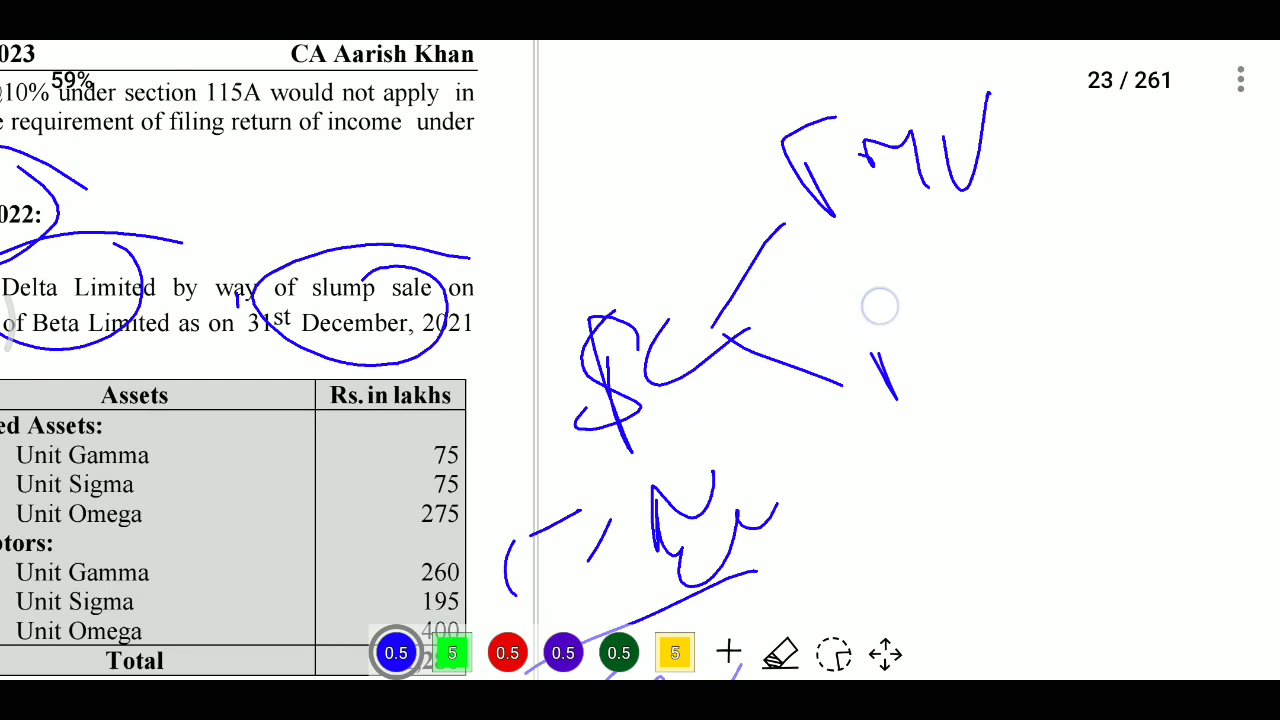 023 CA Aarish Khan
59%
@10% under section 115A would not apply in
e requirement of filing return of income under
23 / 261
FMV
2022:
Delta Limited by way of slump sale on
of Beta Limited as on 31st December, 2021
Assets Rs. in lakhs
ed Assets:
Unit Gamma 75
Unit Sigma 75
Unit Omega 275
tors:
Unit Gamma 260
Unit Sigma 195
Unit Omega 400
Total
0.5 5 0.5 0.5 0.5 5